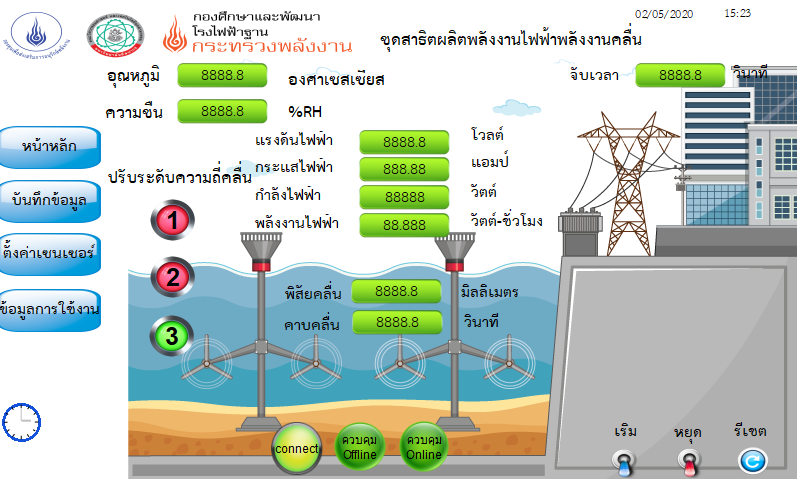 02/05/2020 15:23
กองศึกษาและพัฒนา
โรงไฟฟ้าฐาน
กระทรวงพลังงาน
ชุดสาธิตผลิตพลังงานไฟฟ้าพลังงานคลื่น
อุณหภูมิ 8888.8 องศาเซสเซียส
จับเวลา 8888.8 วินาที
ความชืน 8888.8 %RH
หน้าหลัก
บันทึกข้อมูล
ตั้งค่าเซนเซอร์
ข้อมูลการใช้งาน
แรงดันไฟฟ้า 8888.8 โวลต์
กระแสไฟฟ้า 888.88 แอมป์
กำลังไฟฟ้า 88888 วัตต์
พลังงานไฟฟ้า 88.888 วัตต์-ชั่วโมง
ปรับระดับความถี่คลื่น
1
2
3
พิสัยคลื่น 8888.8 มิลลิเมตร
คาบคลื่น 8888.8 วินาที
connect
ควบคุม
Offline
ควบคุม
Online
เริม หยุด รีเซต